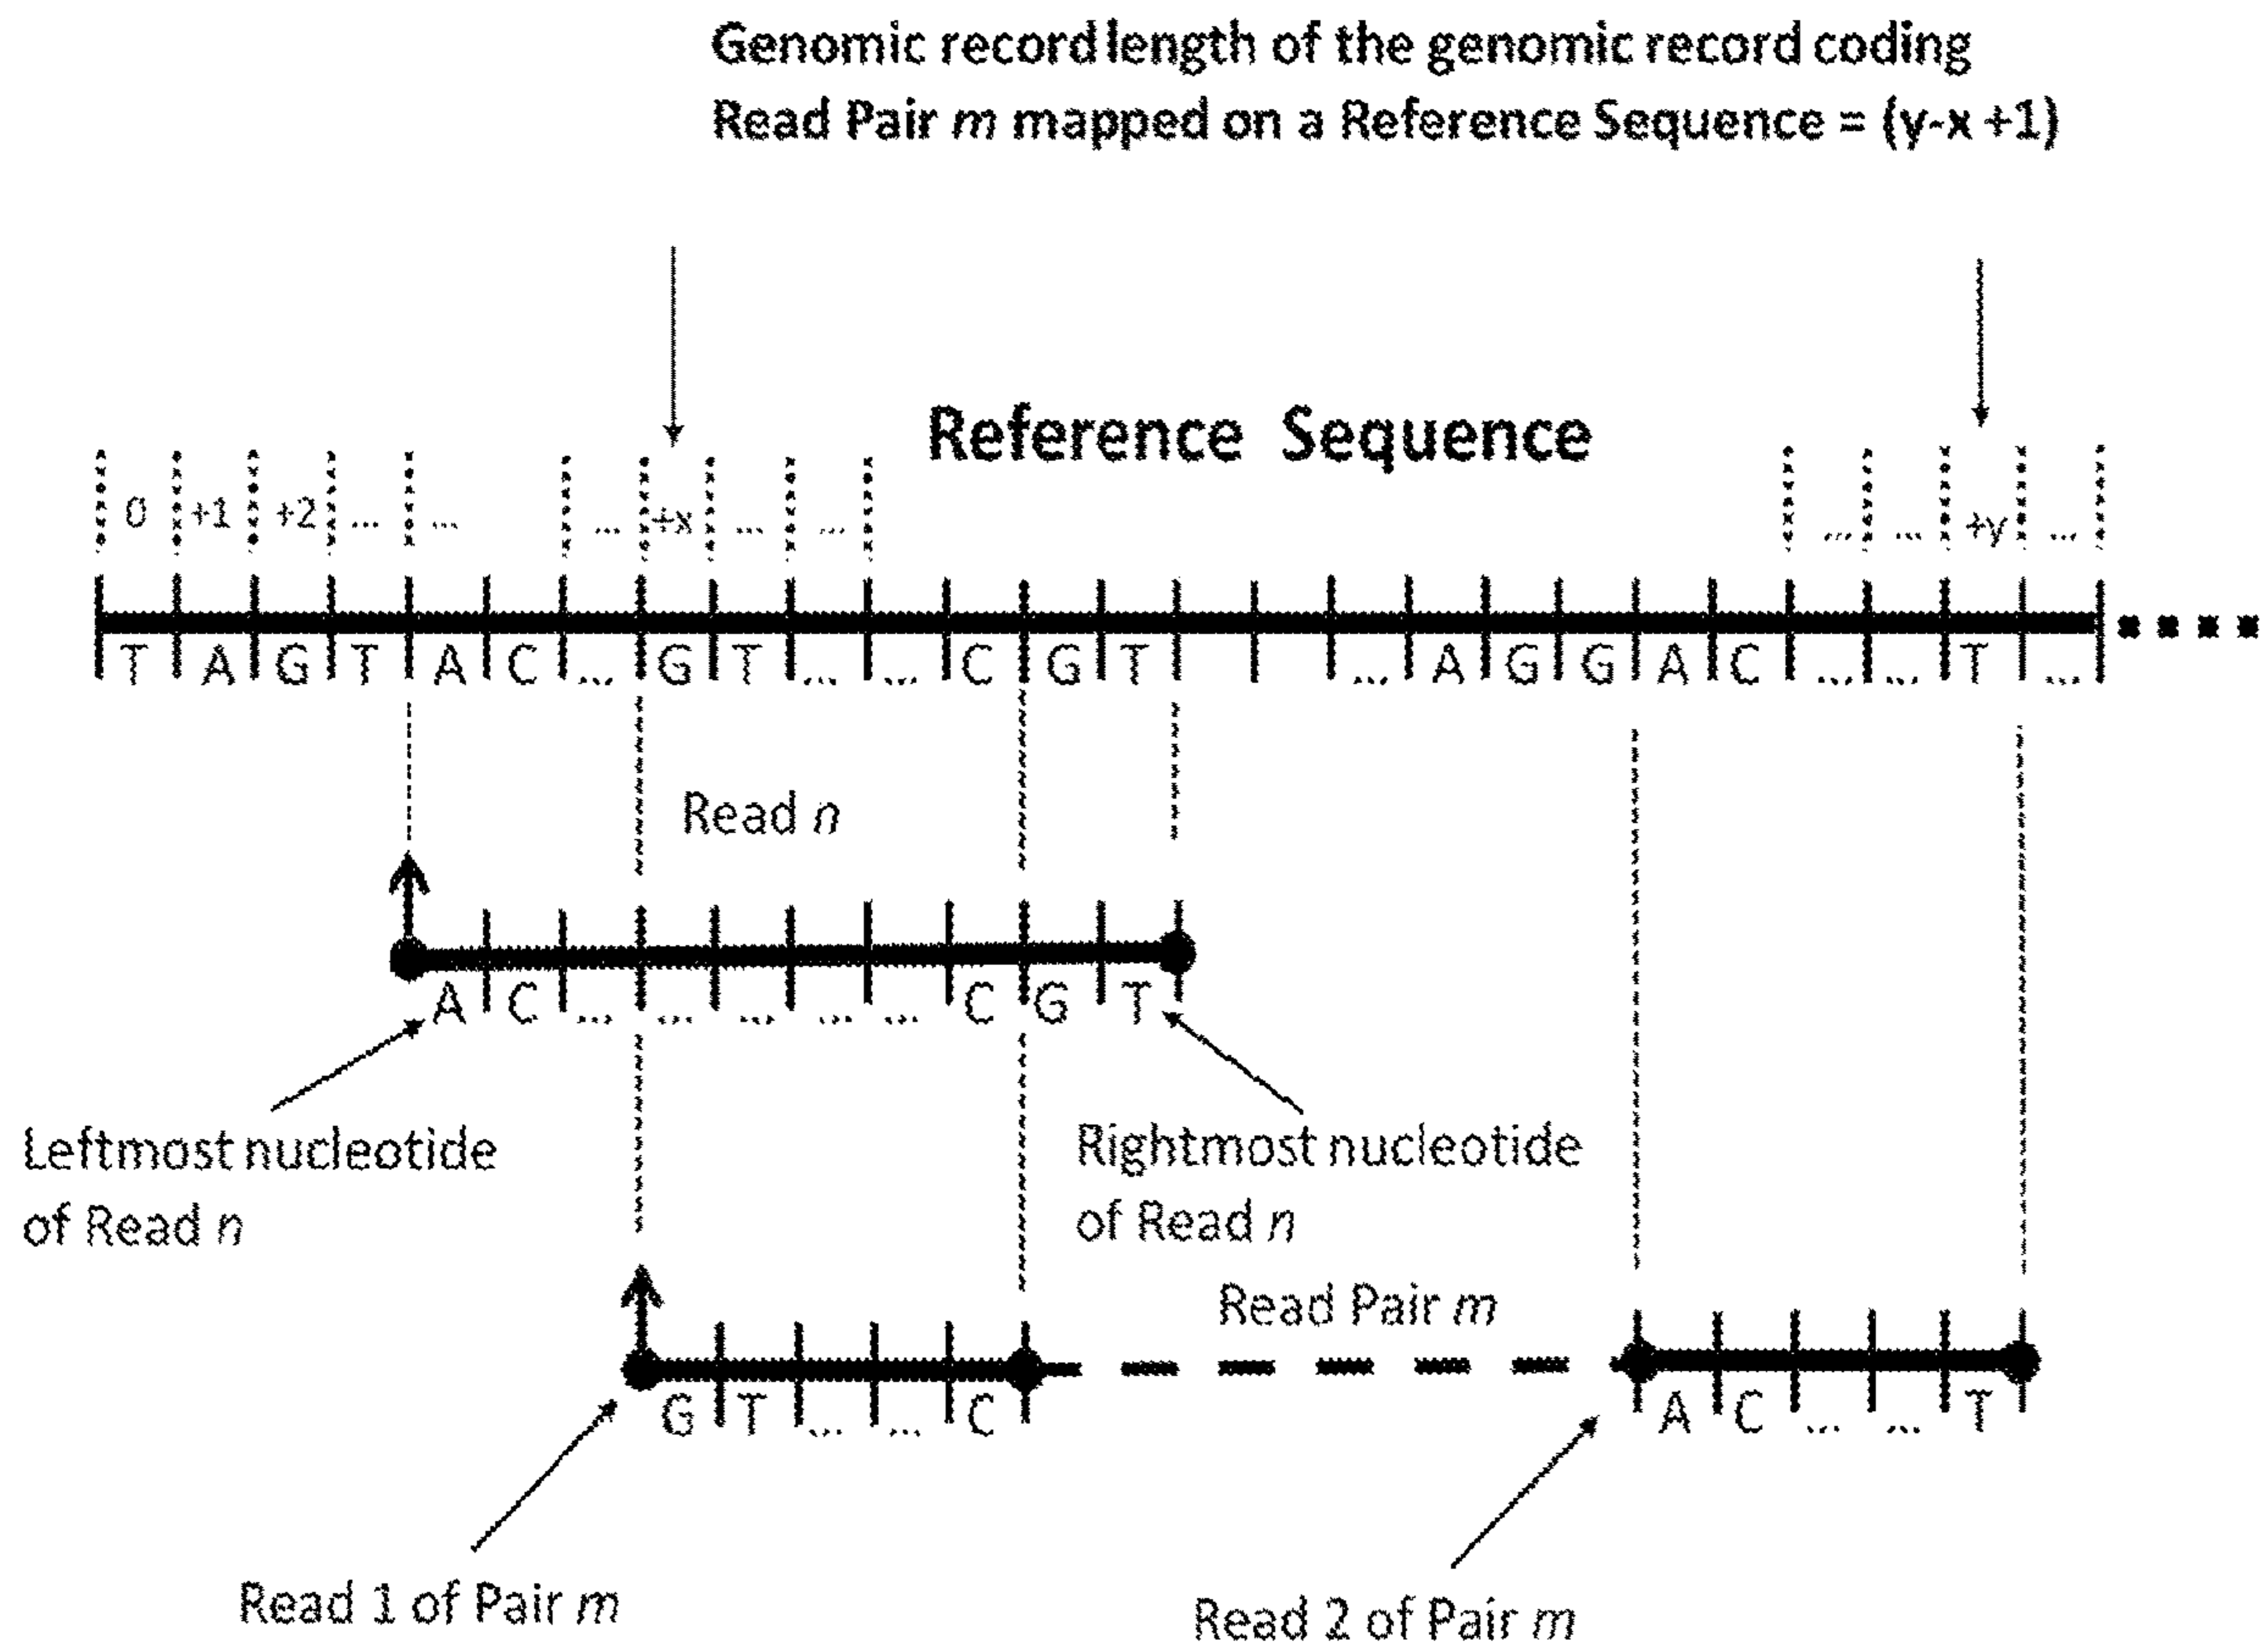 Genomic record length of the genomic record coding
Read Pair m mapped on a Reference Sequence = (y-x +1)
Reference Sequence
0 +1 +2 ... ... ... +x ... ... ... ... +y ...
T A G T A C ... G T ... ... C G T ... A G G A C ... ... T ...
Read n
A C ... ... ... ... ... C G T
Leftmost nucleotide
of Read n
Rightmost nucleotide
of Read n
Read Pair m
G T ... ... C
A C ... ... T
Read 1 of Pair m
Read 2 of Pair m